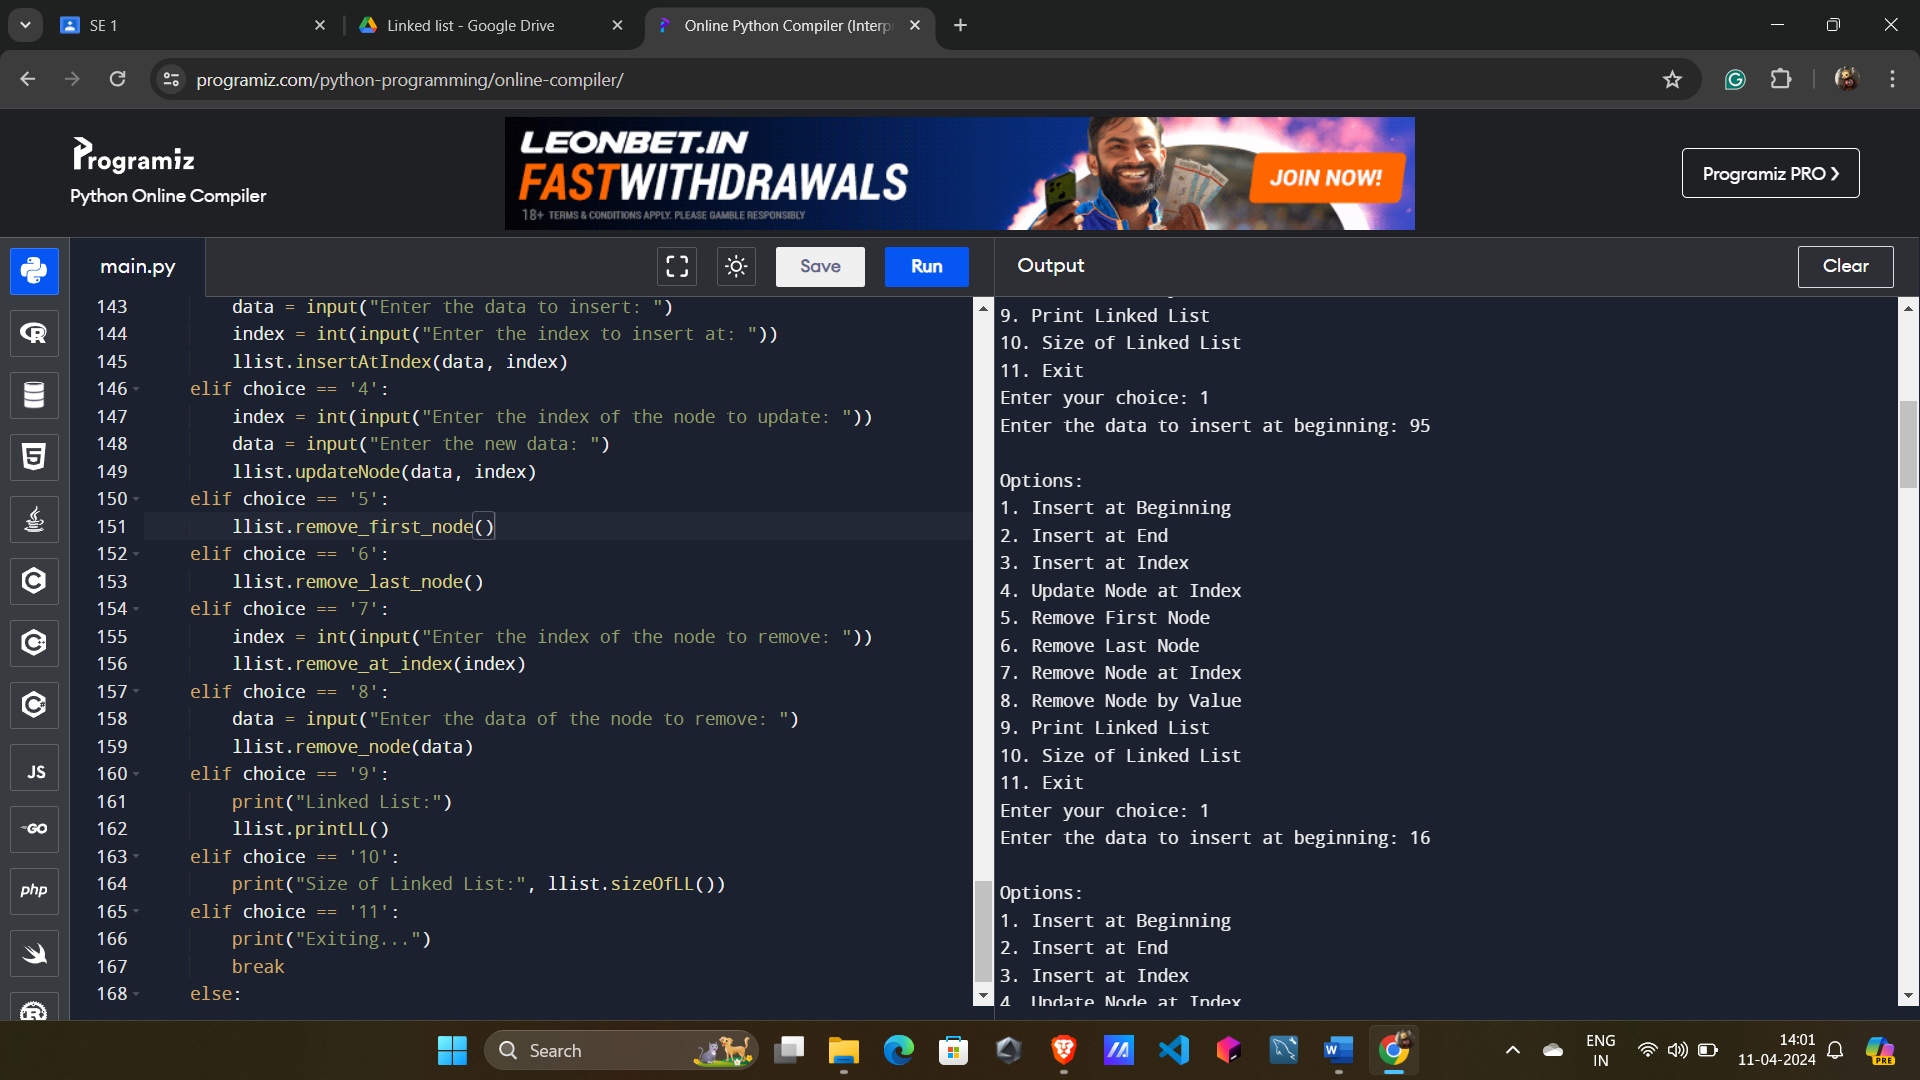 SE 1
Linked list - Google Drive
Online Python Compiler (Interp
programiz.com/python-programming/online-compiler/
Programiz
Python Online Compiler
LEONBET.IN
FASTWITHDRAWALS
18+ TERMS & CONDITIONS APPLY. PLEASE GAMBLE RESPONSIBLY
JOIN NOW!
Programiz PRO ❯
main.py
Save
Run
Output
Clear
143 data = input("Enter the data to insert: ")
144 index = int(input("Enter the index to insert at: "))
145 llist.insertAtIndex(data, index)
146 elif choice == '4':
147 index = int(input("Enter the index of the node to update: "))
148 data = input("Enter the new data: ")
149 llist.updateNode(data, index)
150 elif choice == '5':
151 llist.remove_first_node()
152 elif choice == '6':
153 llist.remove_last_node()
154 elif choice == '7':
155 index = int(input("Enter the index of the node to remove: "))
156 llist.remove_at_index(index)
157 elif choice == '8':
158 data = input("Enter the data of the node to remove: ")
159 llist.remove_node(data)
160 elif choice == '9':
161 print("Linked List:")
162 llist.printLL()
163 elif choice == '10':
164 print("Size of Linked List:", llist.sizeOfLL())
165 elif choice == '11':
166 print("Exiting...")
167 break
168 else:
9. Print Linked List
10. Size of Linked List
11. Exit
Enter your choice: 1
Enter the data to insert at beginning: 95
Options:
1. Insert at Beginning
2. Insert at End
3. Insert at Index
4. Update Node at Index
5. Remove First Node
6. Remove Last Node
7. Remove Node at Index
8. Remove Node by Value
9. Print Linked List
10. Size of Linked List
11. Exit
Enter your choice: 1
Enter the data to insert at beginning: 16
Options:
1. Insert at Beginning
2. Insert at End
3. Insert at Index
4. Update Node at Index
JS
GO
php
Search
ENG
IN
14:01
11-04-2024
PRE